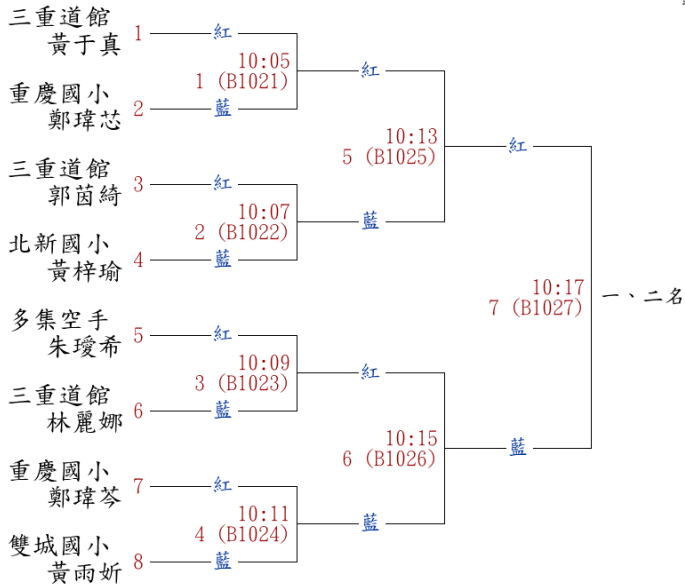 三重道館
黃于真 1
紅
10:05
1 (B1021)
紅
重慶國小
鄭瑋芯 2
藍
10:13
5 (B1025)
紅
三重道館
郭茵綺 3
紅
10:07
2 (B1022)
藍
北新國小
黃梓瑜 4
藍
10:17
7 (B1027)
一、二名
多集空手
朱璦希 5
紅
10:09
3 (B1023)
紅
三重道館
林麗娜 6
藍
10:15
6 (B1026)
藍
重慶國小
鄭瑋芩 7
紅
10:11
4 (B1024)
藍
雙城國小
黃雨妡 8
藍